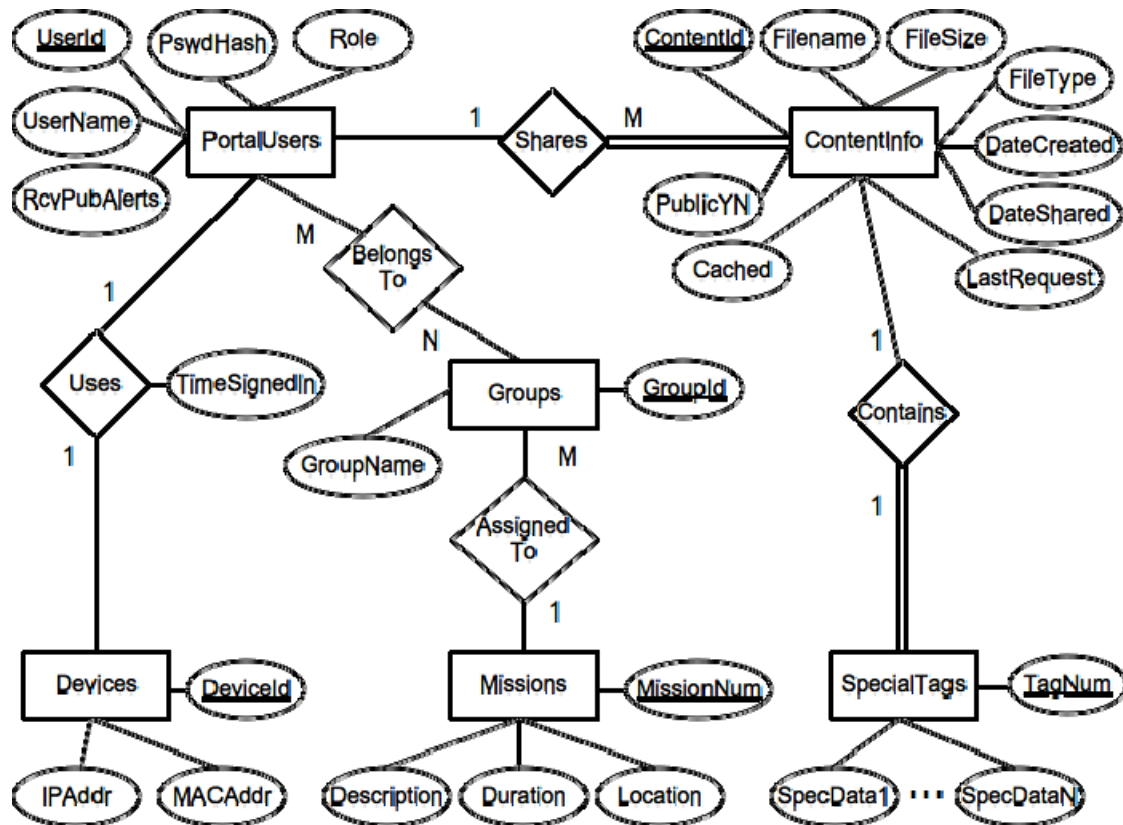 UserId
PswdHash
Role
ContentId
Filename
FileSize
FileType
UserName
PortalUsers
1
Shares
M
ContentInfo
DateCreated
RcvPubAlerts
PublicYN
DateShared
M
Belongs
To
Cached
LastRequest
1
N
1
Uses
TimeSignedIn
Groups
GroupId
Contains
1
GroupName
M
1
Assigned
To
1
Devices
DeviceId
Missions
MissionNum
SpecialTags
TagNum
IPAddr
MACAddr
Description
Duration
Location
SpecData1
...
SpecDataN